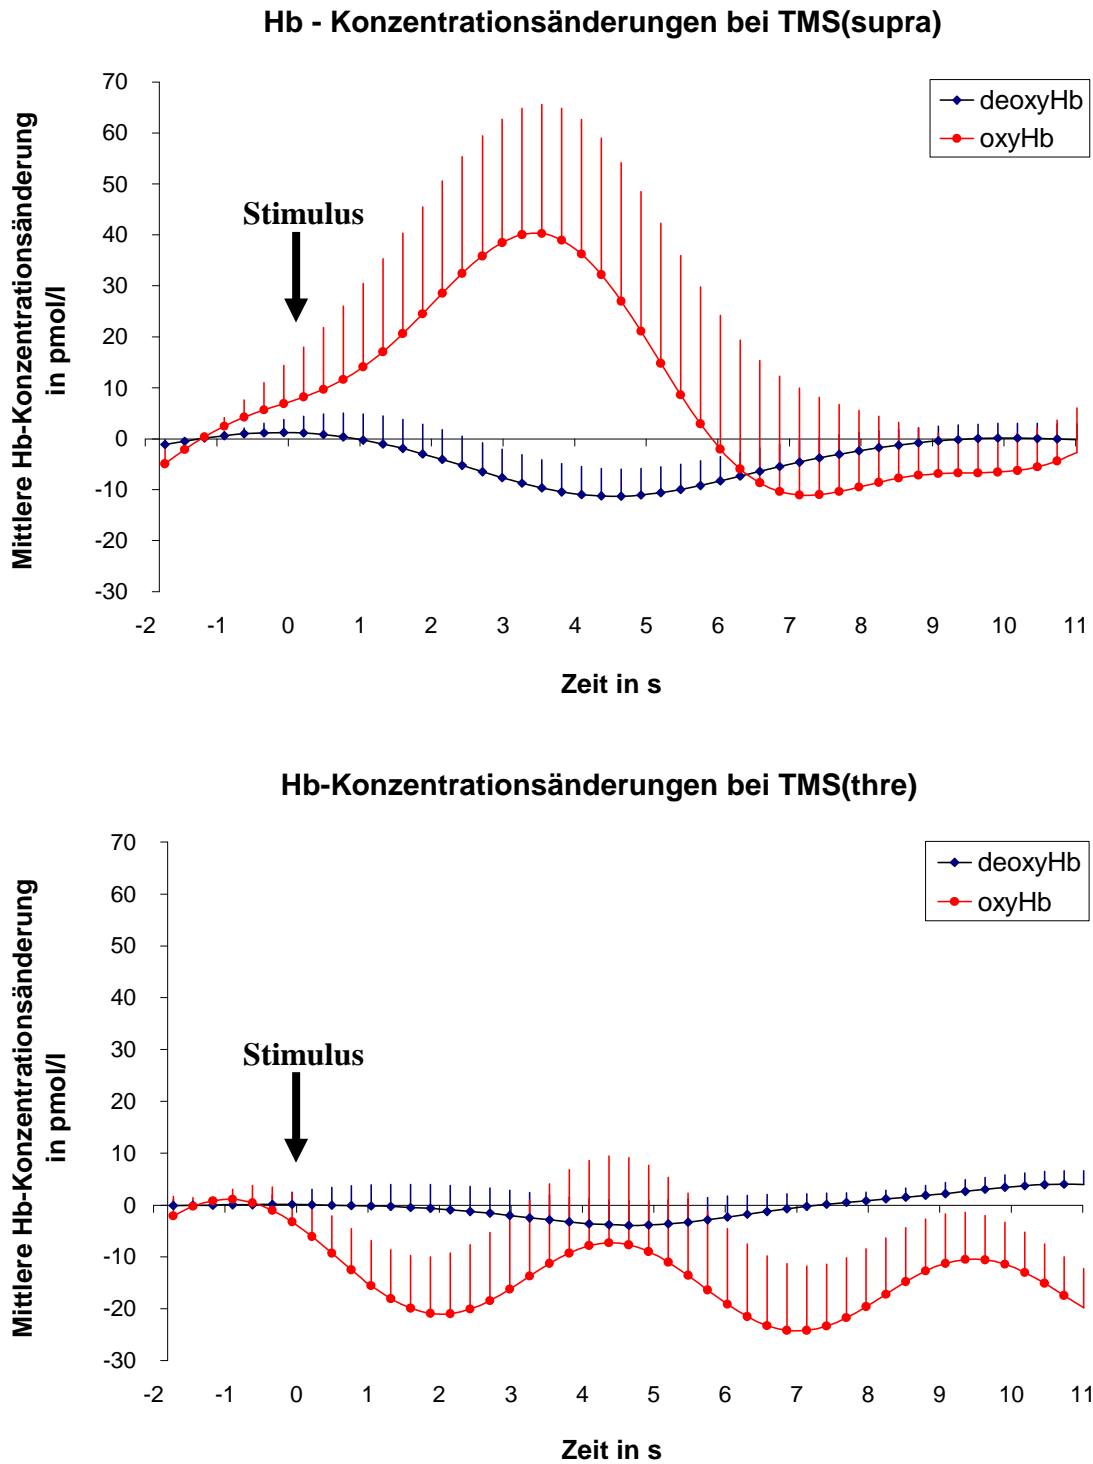 Hb - Konzentrationsänderungen bei TMS(supra)
Mittlere Hb-Konzentrationsänderung
in pmol/l
70
60
50
40
30
20
10
0
-10
-20
-30
deoxyHb
oxyHb
Stimulus
-2 -1 0 1 2 3 4 5 6 7 8 9 10 11
Zeit in s
Hb-Konzentrationsänderungen bei TMS(thre)
Mittlere Hb-Konzentrationsänderung
in pmol/l
70
60
50
40
30
20
10
0
-10
-20
-30
deoxyHb
oxyHb
Stimulus
-2 -1 0 1 2 3 4 5 6 7 8 9 10 11
Zeit in s